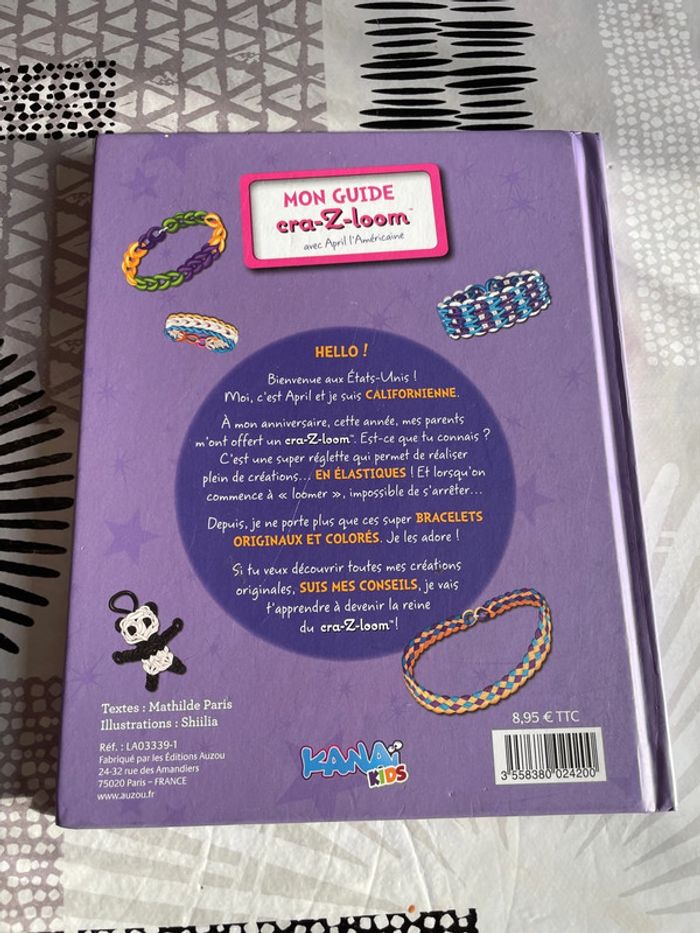 MON GUIDE
cra-Z-loom™
avec April l'Américaine
HELLO !
Bienvenue aux États-Unis !
Moi, c'est April et je suis CALIFORNIENNE.
À mon anniversaire, cette année, mes parents
m'ont offert un cra-Z-loom™. Est-ce que tu connais ?
C'est une super réglette qui permet de réaliser
plein de créations... EN ÉLASTIQUES ! Et lorsqu'on
commence à « loomer », impossible de s'arrêter...
Depuis, je ne porte plus que ces super BRACELETS
ORIGINAUX ET COLORÉS. Je les adore !
Si tu veux découvrir toutes mes créations
originales, SUIS MES CONSEILS, je vais
t'apprendre à devenir la reine
du cra-Z-loom™ !
Textes : Mathilde Paris
Illustrations : Shiilia
Réf. : LA03339-1
Fabriqué par les Éditions Auzou
24-32 rue des Amandiers
75020 Paris – FRANCE
www.auzou.fr
KANAi
KIDS
8,95 € TTC
3 558380 024200